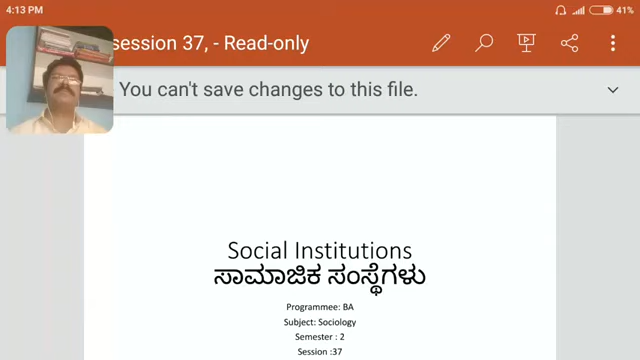 4:13 PM
41%
session 37, - Read-only
You can't save changes to this file.
Social Institutions
ಸಾಮಾಜಿಕ ಸಂಸ್ಥೆಗಳು
Programmee: BA
Subject: Sociology
Semester : 2
Session :37